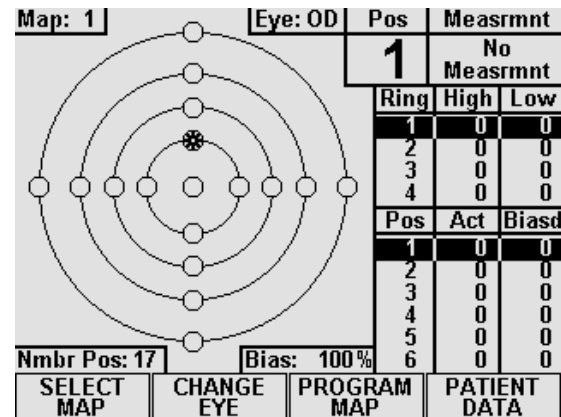 Map: 1 Eye: OD Pos Measrmnt
1 No
Measrmnt
Ring High Low
1 0 0
2 0 0
3 0 0
4 0 0
Pos Act Biasd
1 0 0
2 0 0
3 0 0
4 0 0
5 0 0
6 0 0
Nmbr Pos: 17 Bias: 100%
SELECT MAP
CHANGE EYE
PROGRAM MAP
PATIENT DATA